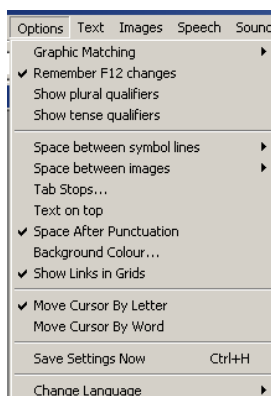 Options Text Images Speech Sound
Graphic Matching
Remember F12 changes
Show plural qualifiers
Show tense qualifiers
Space between symbol lines
Space between images
Tab Stops...
Text on top
Space After Punctuation
Background Colour...
Show Links in Grids
Move Cursor By Letter
Move Cursor By Word
Save Settings Now Ctrl+H
Change Language